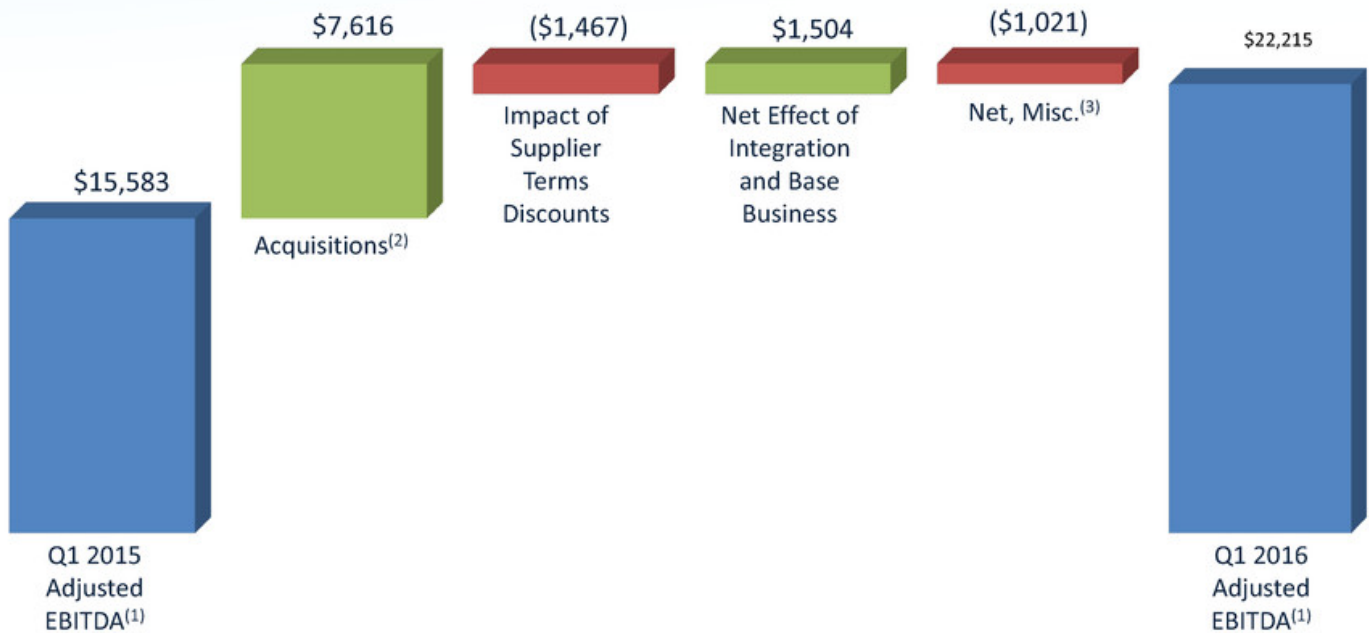 $15,583
Q1 2015
Adjusted
EBITDA(1)
$7,616
Acquisitions(2)
($1,467)
Impact of
Supplier
Terms
Discounts
$1,504
Net Effect of
Integration
and Base
Business
($1,021)
Net, Misc.(3)
$22,215
Q1 2016
Adjusted
EBITDA(1)